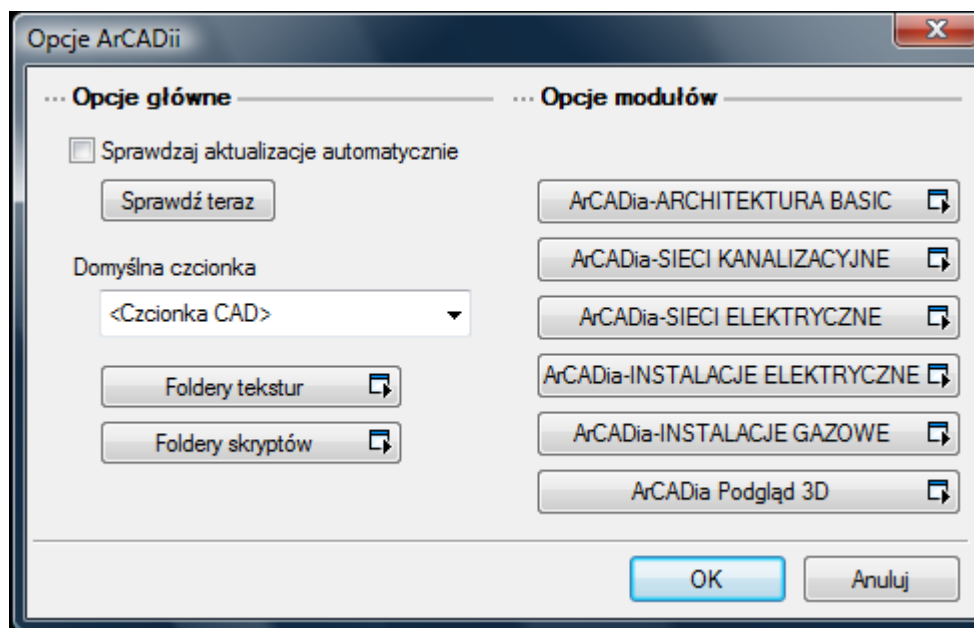 Opcje ArCADii
Opcje główne
Sprawdzaj aktualizacje automatycznie
Sprawdź teraz
Domyślna czcionka
<Czcionka CAD>
Foldery tekstur
Foldery skryptów
Opcje modułów
ArCADia-ARCHITEKTURA BASIC
ArCADia-SIECI KANALIZACYJNE
ArCADia-SIECI ELEKTRYCZNE
ArCADia-INSTALACJE ELEKTRYCZNE
ArCADia-INSTALACJE GAZOWE
ArCADia Podgląd 3D
OK
Anuluj